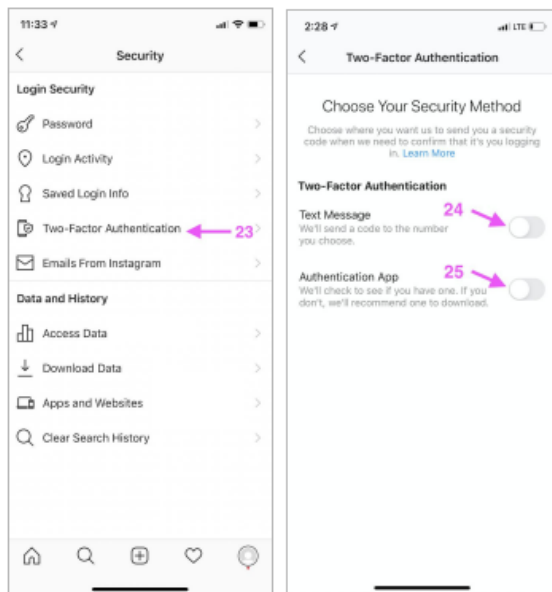 11:33
Security
Login Security
Password
Login Activity
Saved Login Info
Two-Factor Authentication
23
Emails From Instagram
Data and History
Access Data
Download Data
Apps and Websites
Clear Search History
2:28
LTE
Two-Factor Authentication
Choose Your Security Method
Choose where you want us to send you a security
code when we need to confirm that it's you logging
in. Learn More
Two-Factor Authentication
Text Message
24
We'll send a code to the number
you choose.
Authentication App
25
We'll check to see if you have one. If you
don't, we'll recommend one to download.